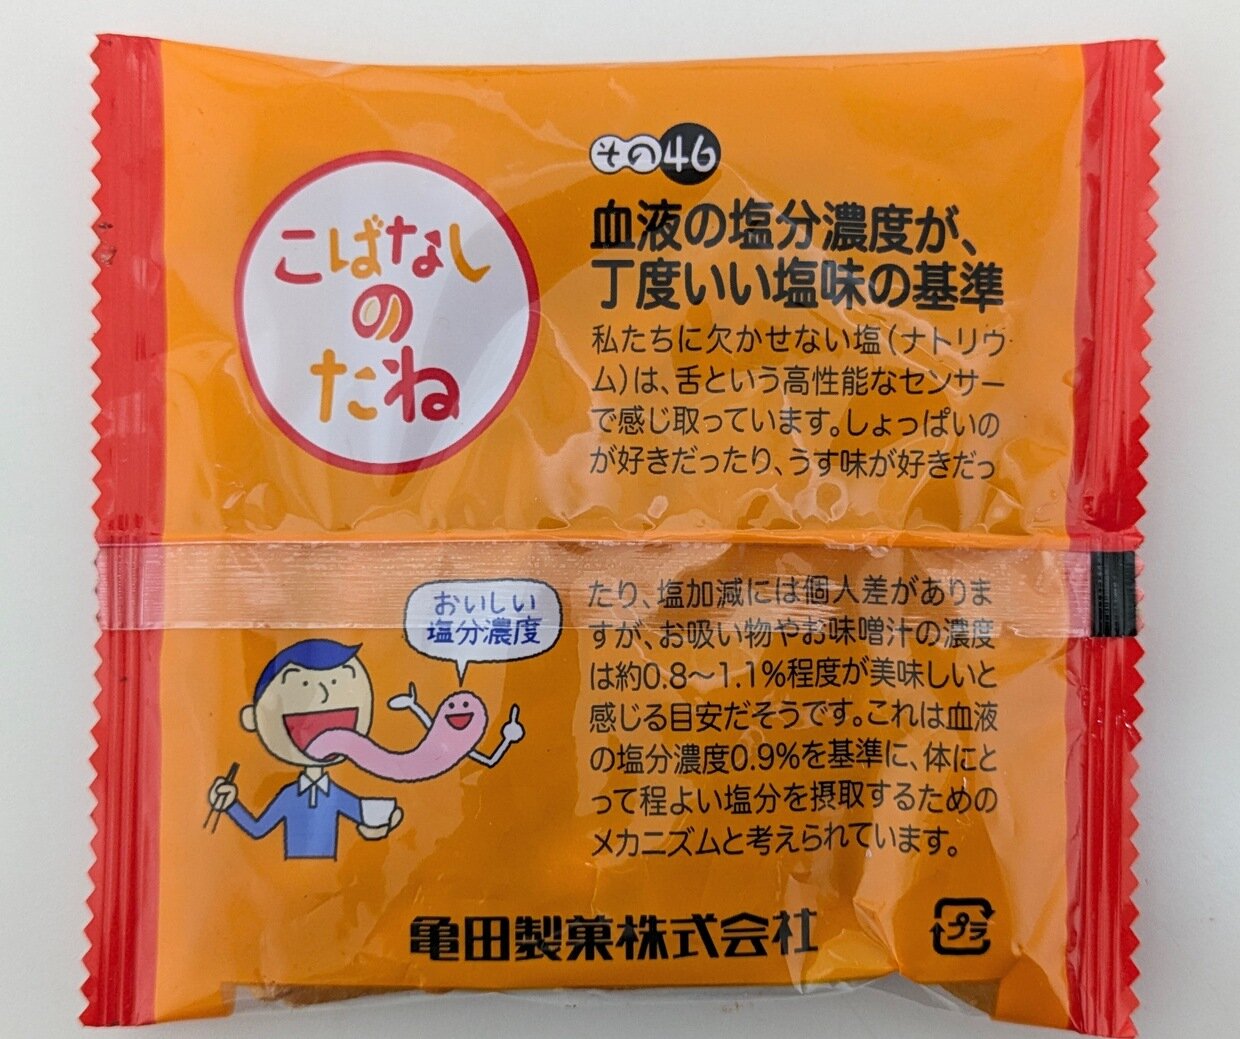 こばなし
の
たね
その46
血液の塩分濃度が、
丁度いい塩味の基準
私たちに欠かせない塩(ナトリウ
ム)は、舌という高性能なセンサー
で感じ取っています。しょっぱいの
が好きだったり、うす味が好きだっ
たり、塩加減には個人差がありま
すが、お吸い物やお味噌汁の濃度
は約0.8〜1.1%程度が美味しいと
感じる目安だそうです。これは血液
の塩分濃度0.9%を基準に、体にと
って程よい塩分を摂取するための
メカニズムと考えられています。
おいしい
塩分濃度
亀田製菓株式会社
プラ